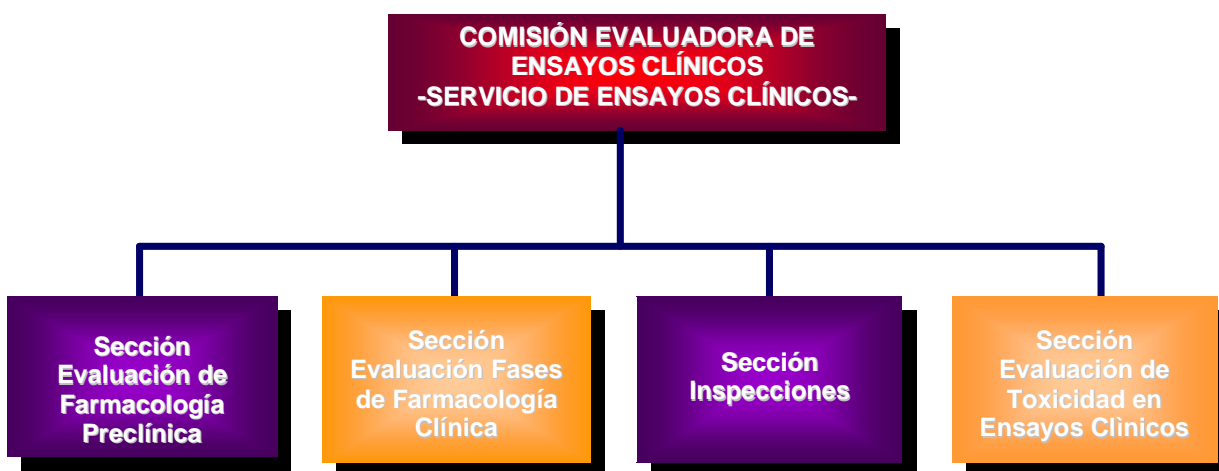 COMISIÓN EVALUADORA DE
ENSAYOS CLÍNICOS
-SERVICIO DE ENSAYOS CLÍNICOS-
Sección
Evaluación de
Farmacología
Preclínica
Sección
Evaluación Fases
de Farmacología
Clínica
Sección
Inspecciones
Sección
Evaluación de
Toxicidad en
Ensayos Clìnicos